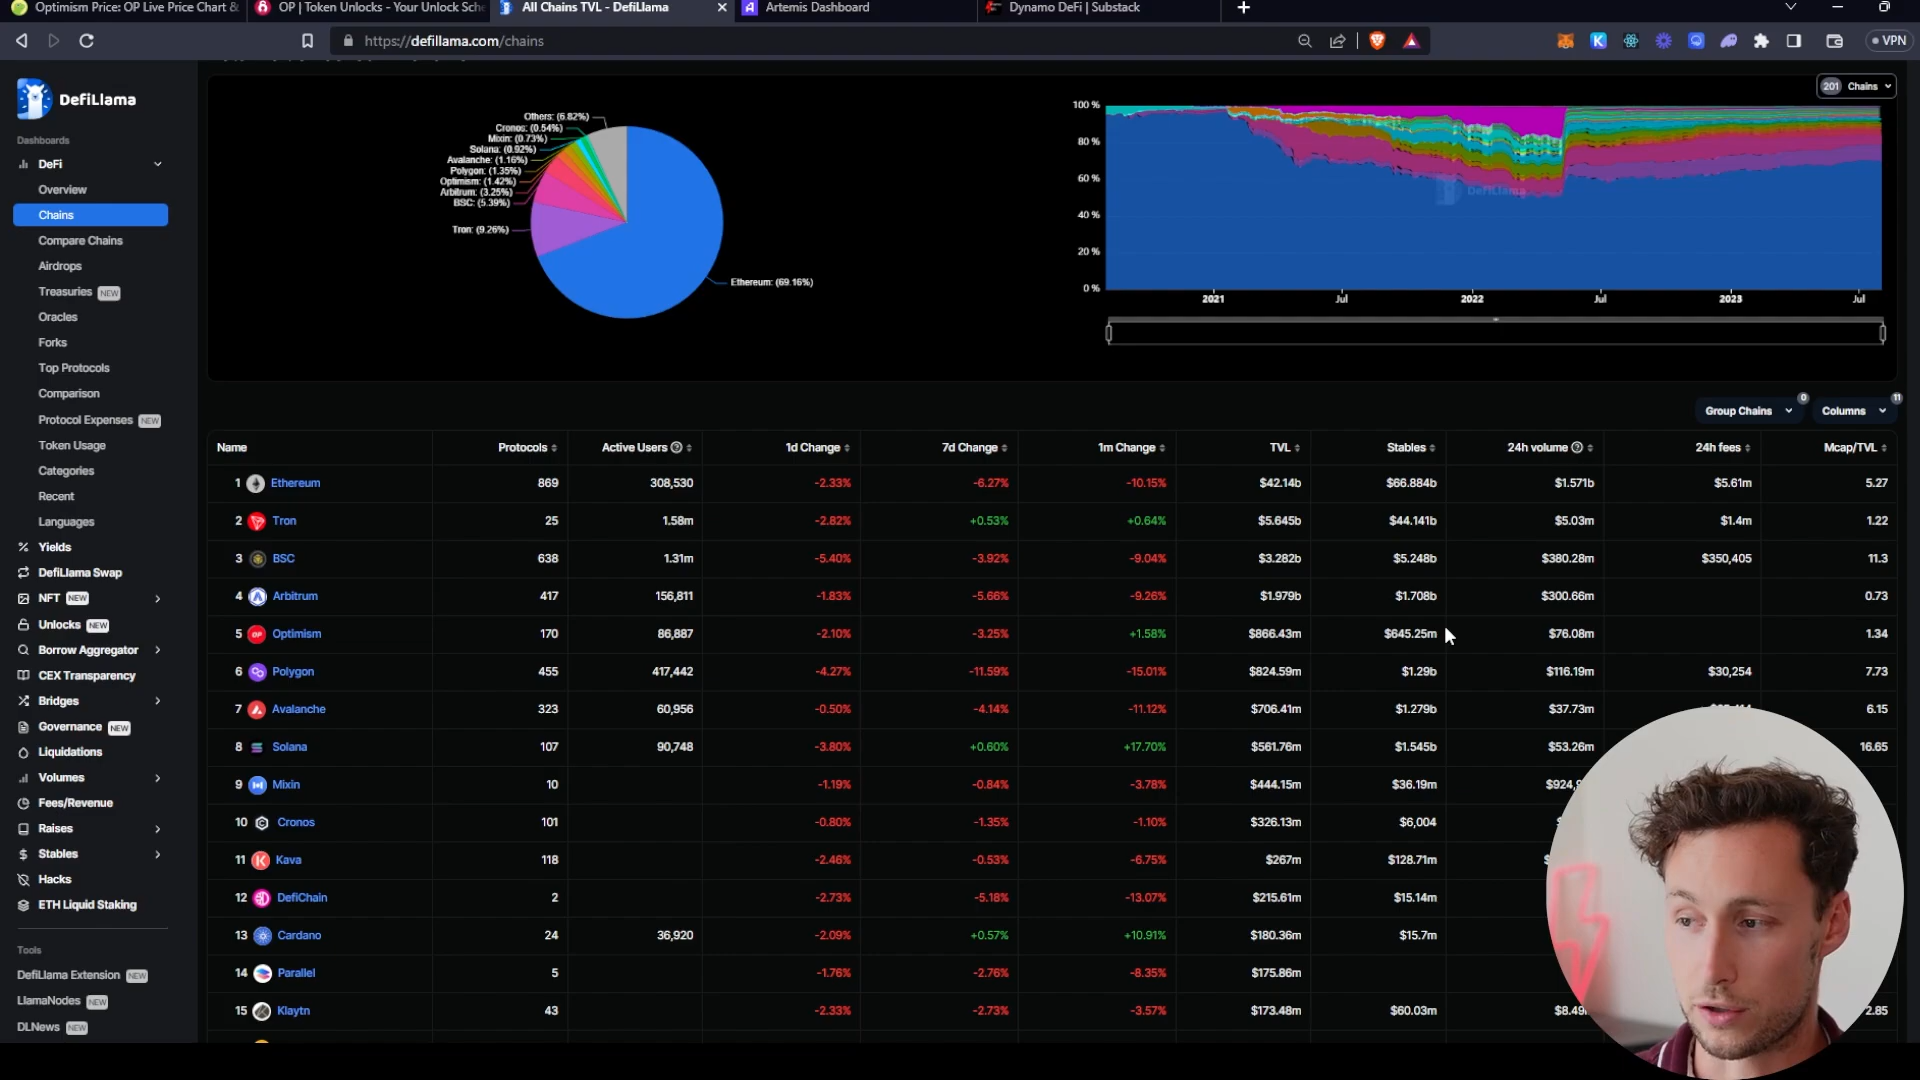 Optimism Price: OP Live Price Chart &
OP | Token Unlocks - Your Unlock Sche
All Chains TVL - DefiLlama
Artemis Dashboard
Dynamo DeFi | Substack
https://defillama.com/chains
VPN
DefiLlama
Dashboards
DeFi
Overview
Chains
Compare Chains
Airdrops
Treasuries NEW
Oracles
Forks
Top Protocols
Comparison
Protocol Expenses NEW
Token Usage
Categories
Recent
Languages
Yields
DefiLlama Swap
NFT NEW
Unlocks NEW
Borrow Aggregator
CEX Transparency
Bridges
Governance NEW
Liquidations
Volumes
Fees/Revenue
Raises
Stables
Hacks
ETH Liquid Staking
Tools
DefiLlama Extension NEW
LlamaNodes NEW
DLNews NEW
Others: (6.82%)
Cronos: (0.54%)
Mixin: (0.73%)
Solana: (0.92%)
Avalanche: (1.16%)
Polygon: (1.35%)
Optimism: (1.42%)
Arbitrum: (3.25%)
BSC: (5.39%)
Tron: (9.26%)
Ethereum: (69.16%)
201 Chains
100 %
80 %
60 %
40 %
20 %
0 %
DefiLlama
2021 Jul 2022 Jul 2023 Jul
Group Chains 0
Columns 11
Name Protocols Active Users 1d Change 7d Change 1m Change TVL Stables 24h volume 24h fees Mcap/TVL
1 Ethereum 869 308,530 -2.33% -6.27% -10.15% $42.14b $66.884b $1.571b $5.61m 5.27
2 Tron 25 1.58m -2.82% +0.53% +0.64% $5.645b $44.141b $5.03m $1.4m 1.22
3 BSC 638 1.31m -5.40% -3.92% -9.04% $3.282b $5.248b $380.28m $350,405 11.3
4 Arbitrum 417 156,811 -1.83% -5.66% -9.26% $1.979b $1.708b $300.66m 0.73
5 Optimism 170 86,887 -2.10% -3.25% +1.58% $866.43m $645.25m $76.08m 1.34
6 Polygon 455 417,442 -4.27% -11.59% -15.01% $824.59m $1.29b $116.19m $30,254 7.73
7 Avalanche 323 60,956 -0.50% -4.14% -11.12% $706.41m $1.279b $37.73m 6.15
8 Solana 107 90,748 -3.80% +0.60% +17.70% $561.76m $1.545b $53.26m 16.65
9 Mixin 10 -1.19% -0.84% -3.78% $444.15m $36.19m $924,9
10 Cronos 101 -0.80% -1.35% -1.10% $326.13m $6,004
11 Kava 118 -2.46% -0.53% -6.75% $267m $128.71m
12 DefiChain 2 -2.73% -5.18% -13.07% $215.61m $15.14m
13 Cardano 24 36,920 -2.09% +0.57% +10.91% $180.36m $15.7m
14 Parallel 5 -1.76% -2.76% -8.35% $175.86m
15 Klaytn 43 -2.33% -2.73% -3.57% $173.48m $60.03m $8.49 2.85